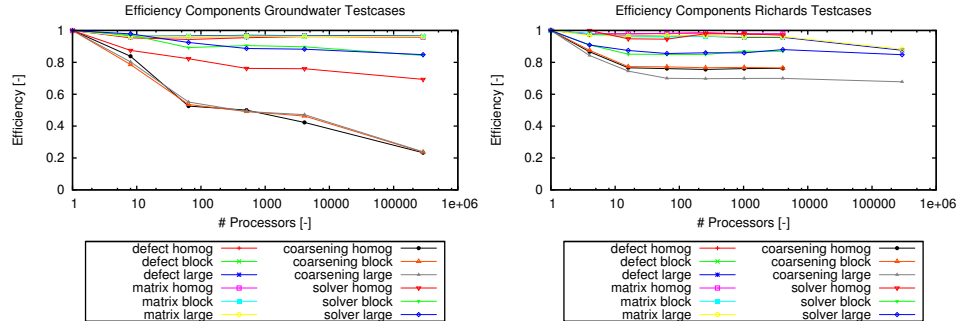 Efficiency Components Groundwater Testcases
1
0.8
0.6
0.4
0.2
0
Efficiency [-]
1 10 100 1000 10000 100000 1e+06
# Processors [-]
defect homog coarsening homog
defect block coarsening block
defect large coarsening large
matrix homog solver homog
matrix block solver block
matrix large solver large
Efficiency Components Richards Testcases
1
0.8
0.6
0.4
0.2
0
Efficiency [-]
1 10 100 1000 10000 100000 1e+06
# Processors [-]
defect homog coarsening homog
defect block coarsening block
defect large coarsening large
matrix homog solver homog
matrix block solver block
matrix large solver large